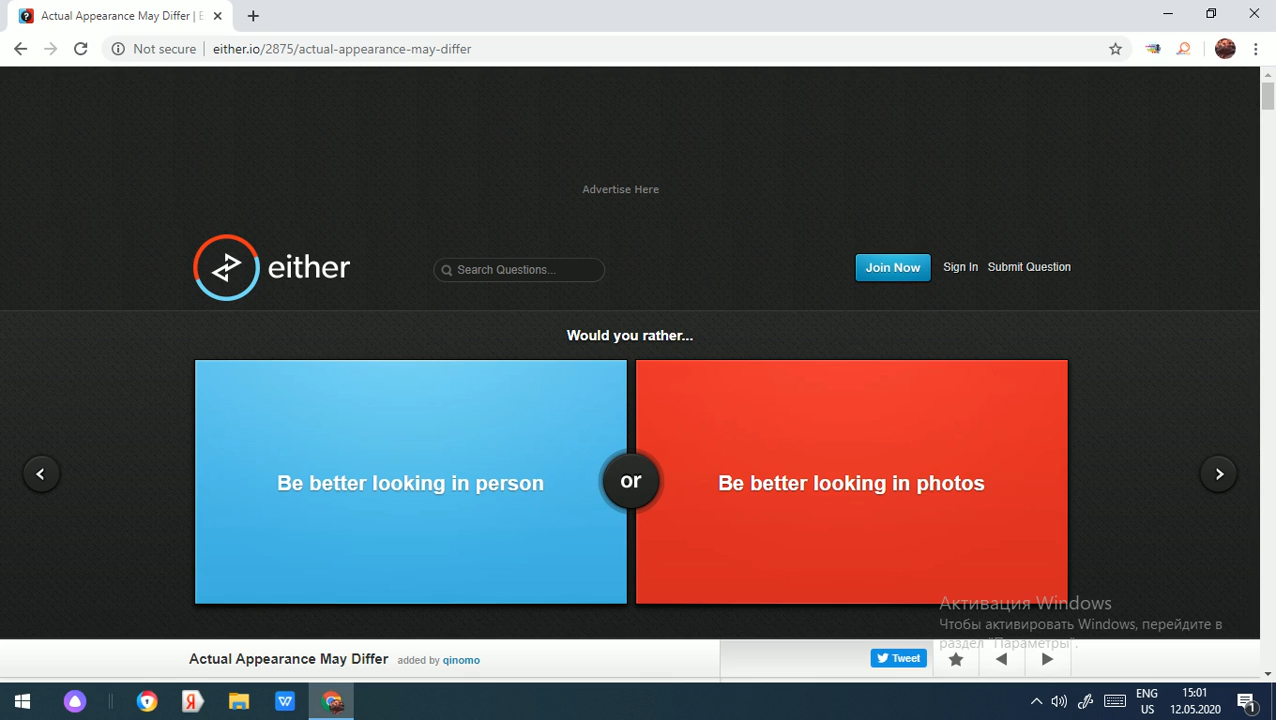 Actual Appearance May Differ | E
Not secure
either.io/2875/actual-appearance-may-differ
Advertise Here
either
Search Questions...
Join Now
Sign In
Submit Question
Would you rather...
Be better looking in person
or
Be better looking in photos
Активация Windows
Чтобы активировать Windows, перейдите в
раздел "Параметры".
Actual Appearance May Differ added by qinomo
Tweet
ENG
US
15:01
12.05.2020
1